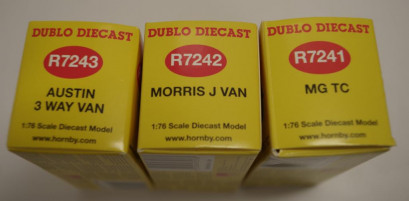 DUBLO DIECAST
R7243
AUSTIN
3 WAY VAN
1:76 Scale Diecast Model
www.hornby.com
DUBLO DIECAST
R7242
MORRIS J VAN
1:76 Scale Diecast Model
www.hornby.com
DUBLO DIECAST
R7241
MG TC
1:76 Scale Diecast Model
www.hornby.com